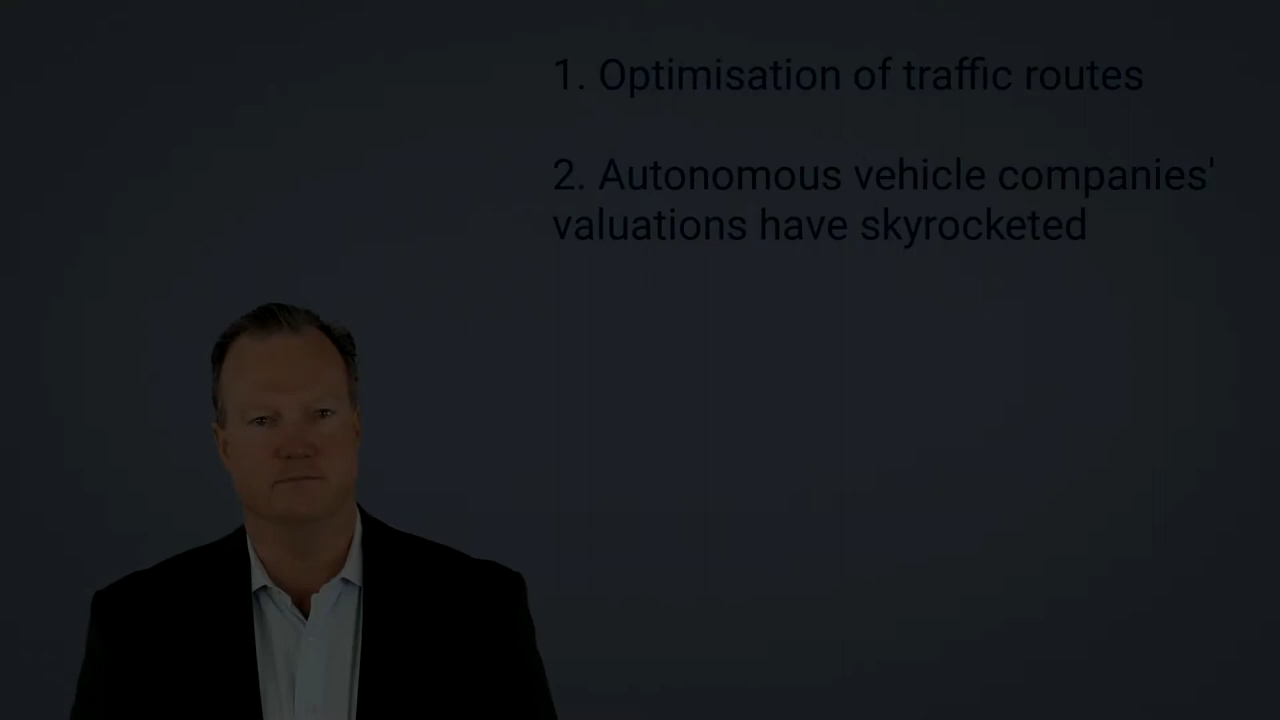 1. Optimisation of traffic routes
2. Autonomous vehicle companies'
valuations have skyrocketed